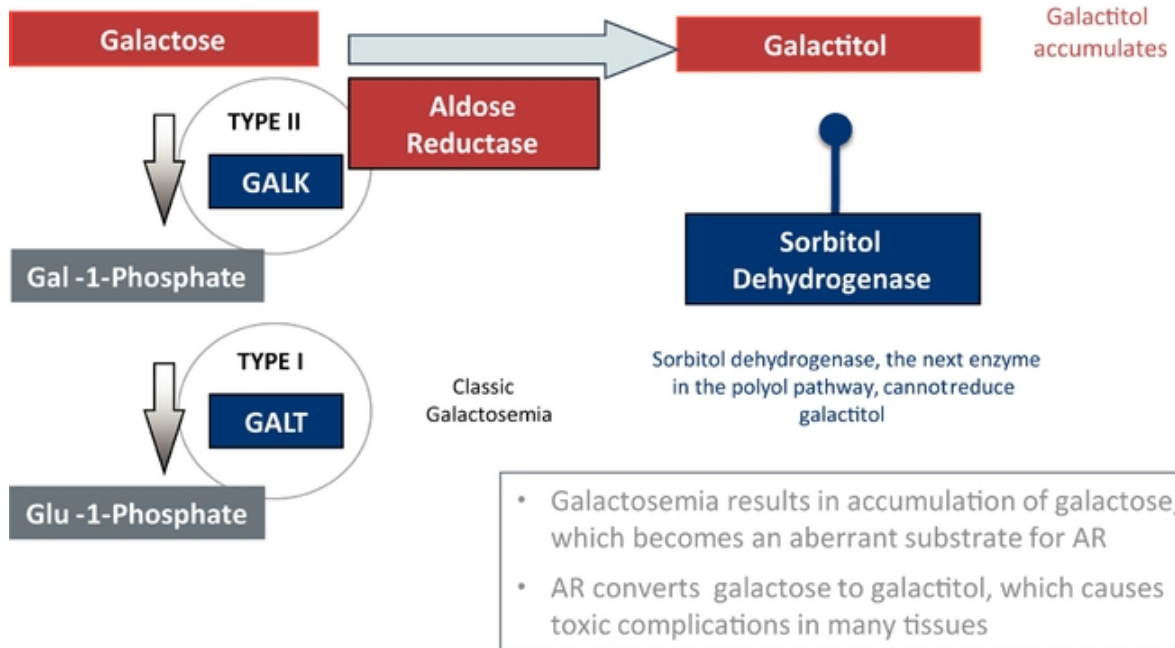 Galactose
Galactitol
Galactitol
accumulates
TYPE II
GALK
Aldose
Reductase
Gal -1-Phosphate
Sorbitol
Dehydrogenase
TYPE I
GALT
Classic
Galactosemia
Sorbitol dehydrogenase, the next enzyme
in the polyol pathway, cannotreduce
galactitol
Glu -1-Phosphate
• Galactosemia results in accumulation of galactose,
which becomes an aberrant substrate for AR
• AR converts galactose to galactitol, which causes
toxic complications in many tissues